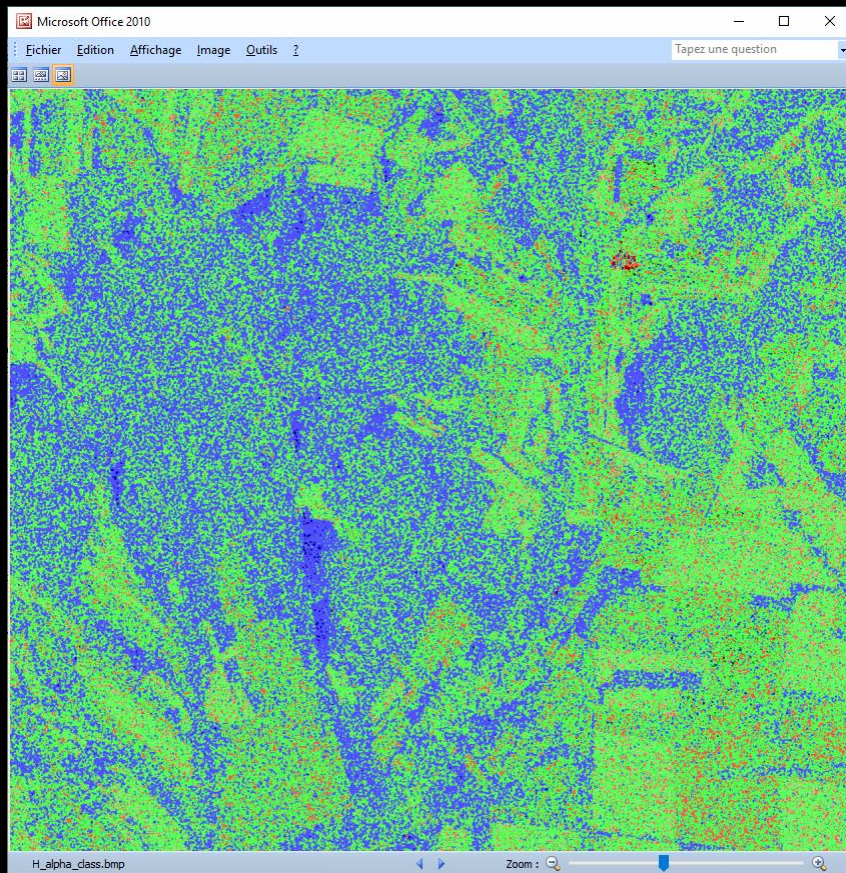 Microsoft Office 2010
Fichier Edition Affichage Image Outils ?
Tapez une question
H_alpha_class.bmp
Zoom :